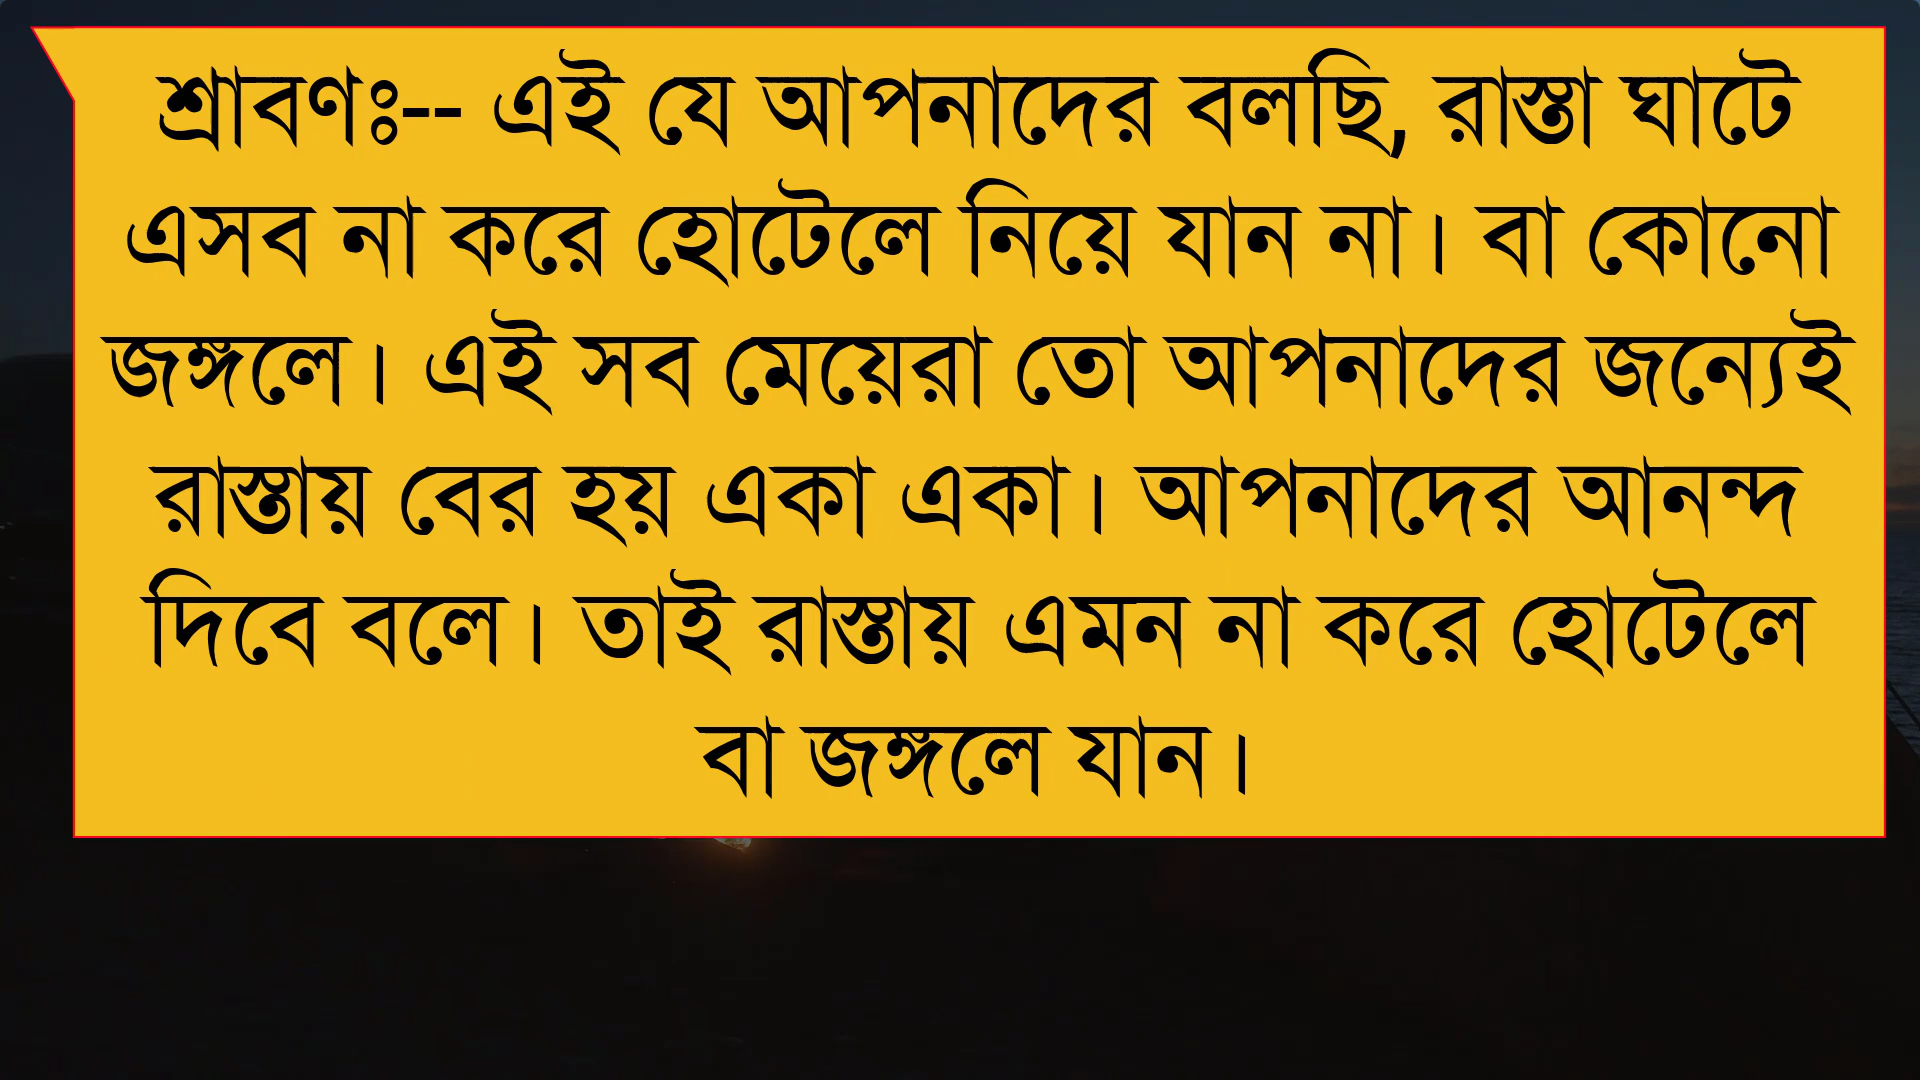 শ্রাবণঃ-- এই যে আপনাদের বলছি, রাস্তা ঘাটে
এসব না করে হোটেলে নিয়ে যান না। বা কোনো
জঙ্গলে। এই সব মেয়েরা তো আপনাদের জন্যেই
রাস্তায় বের হয় একা একা। আপনাদের আনন্দ
দিবে বলে। তাই রাস্তায় এমন না করে হোটেলে
বা জঙ্গলে যান।